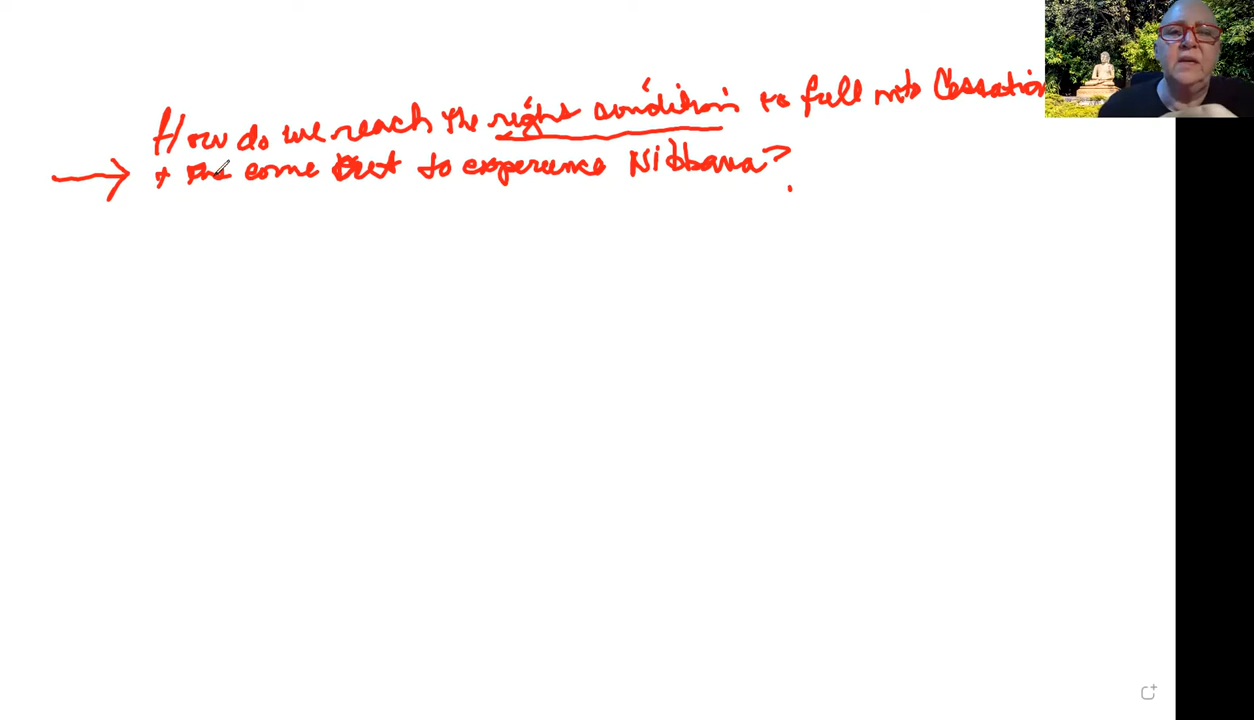 How do we reach the right condition to fall into Cessation
+ come out to experience Nibbana?